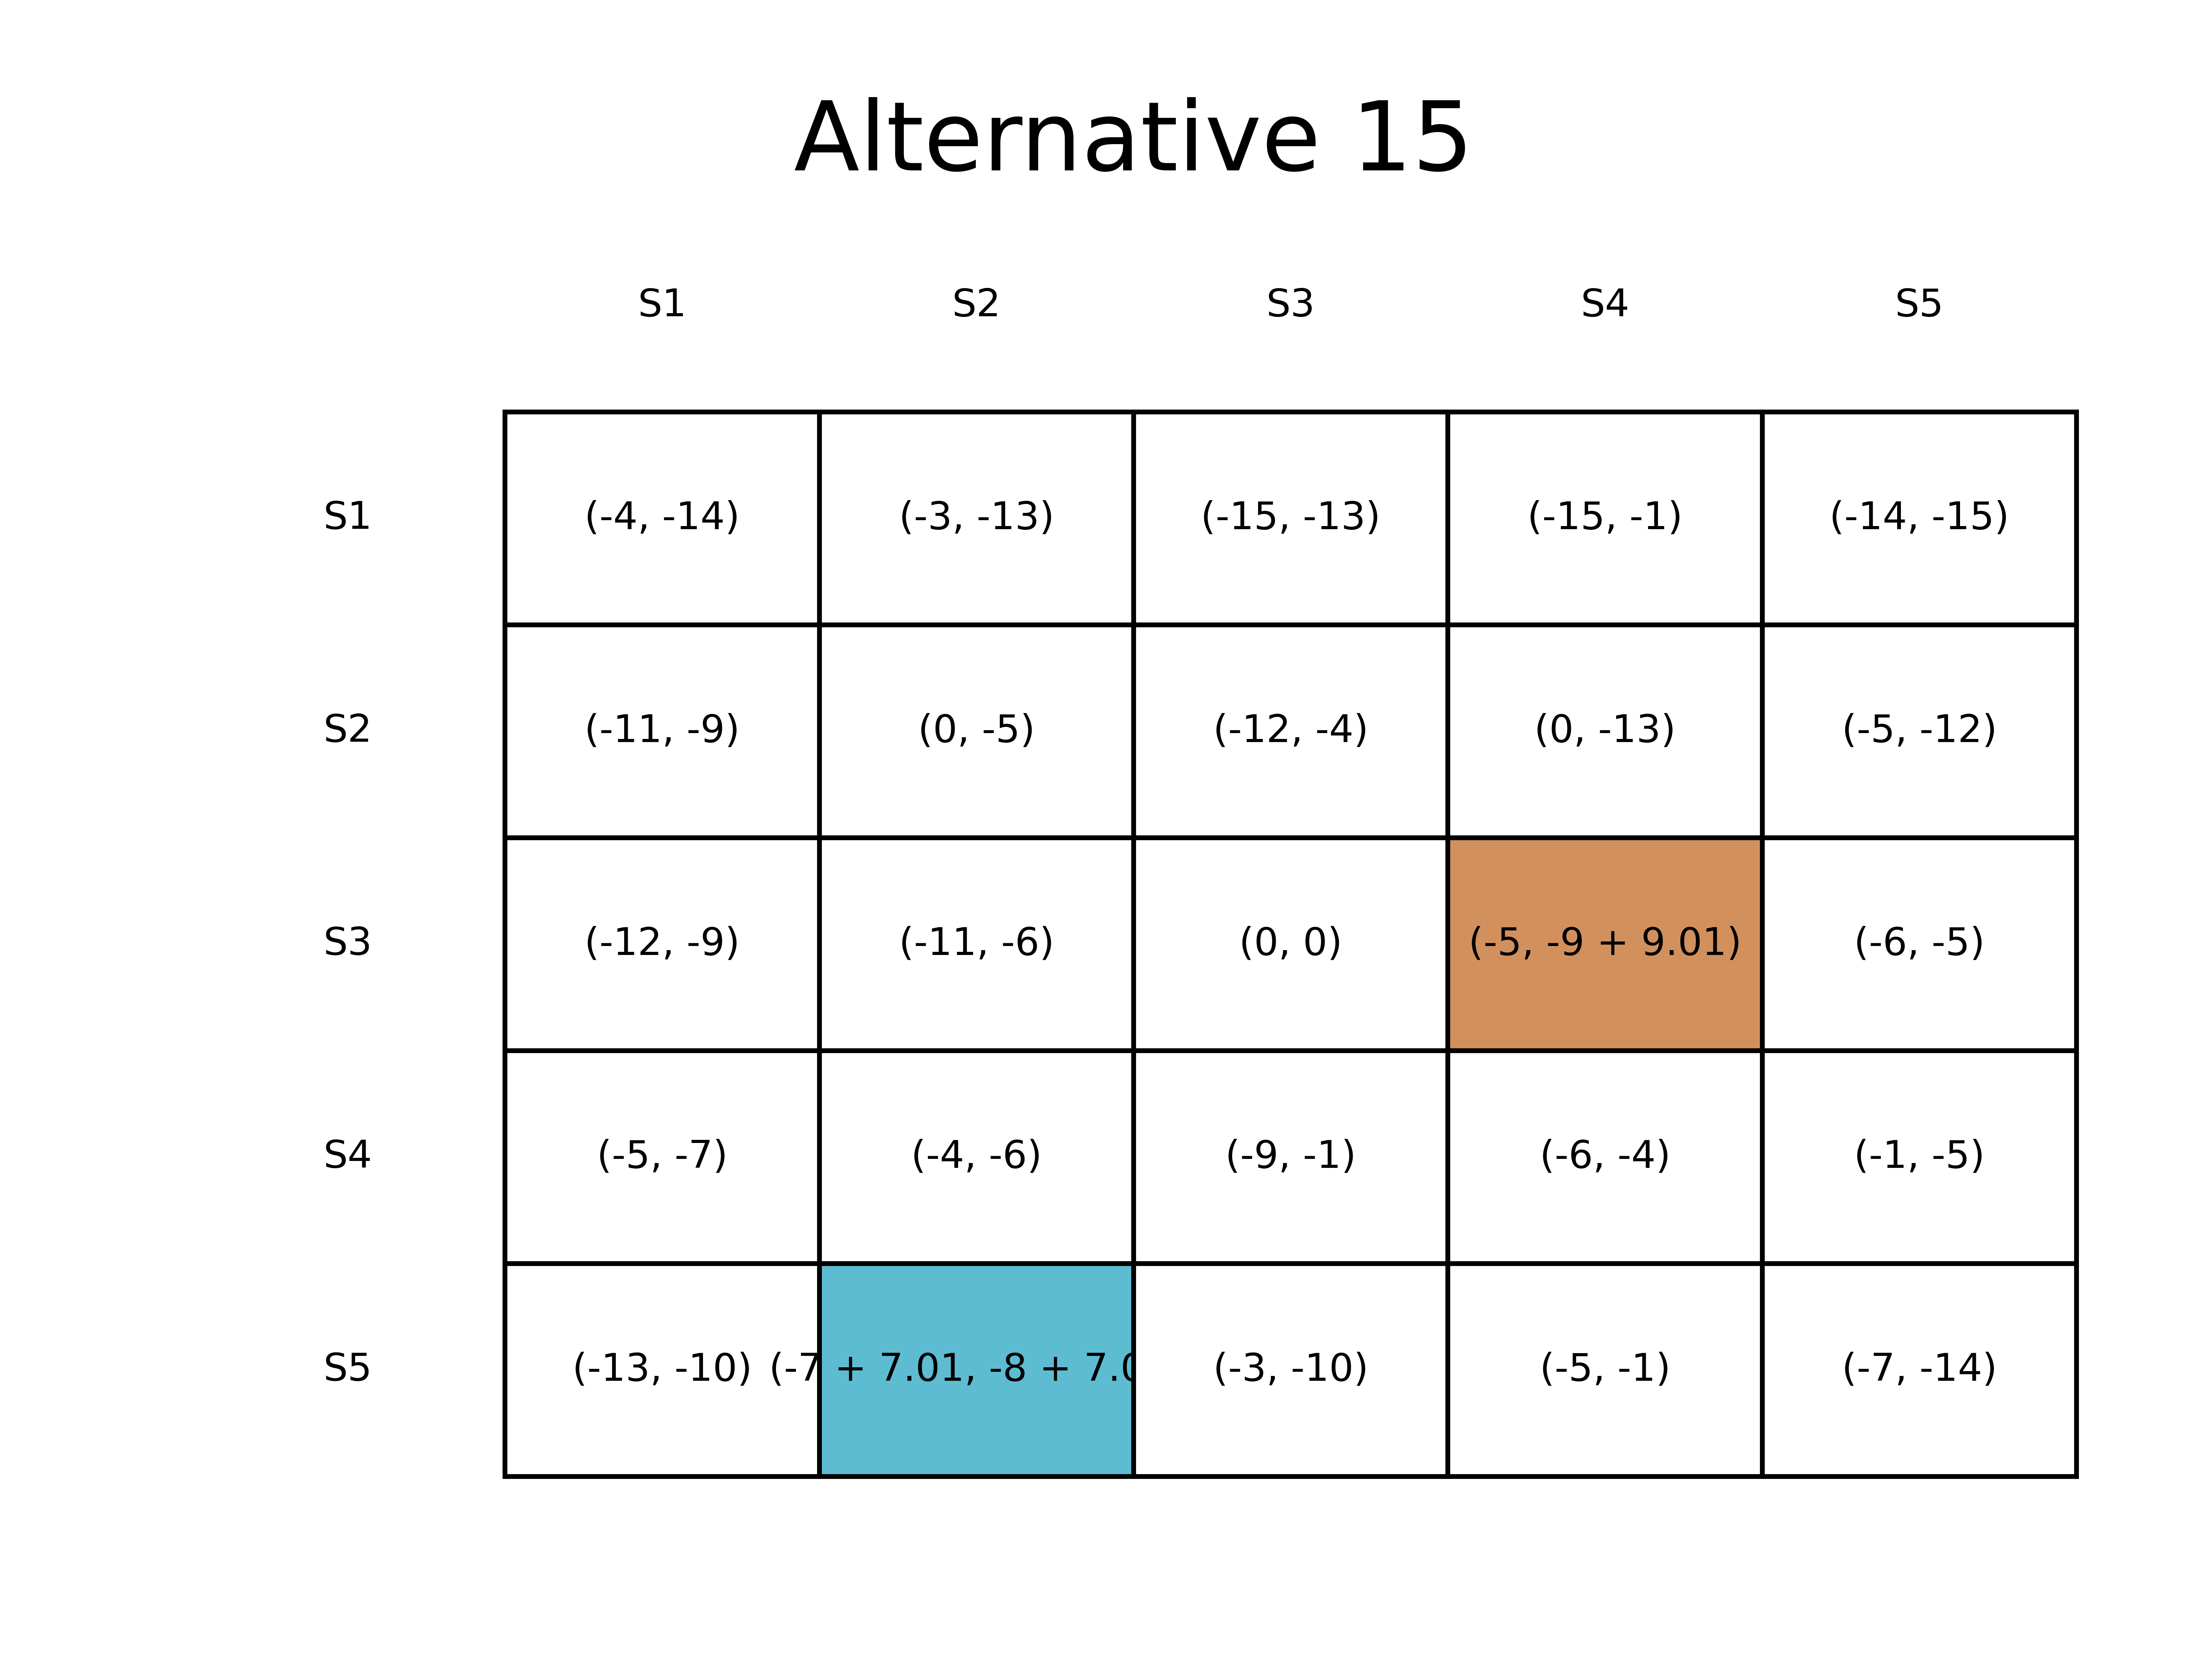 Alternative 15
S1 S2 S3 S4 S5
S1 (-4, -14) (-3, -13) (-15, -13) (-15, -1) (-14, -15)
S2 (-11, -9) (0, -5) (-12, -4) (0, -13) (-5, -12)
S3 (-12, -9) (-11, -6) (0, 0) (-5, -9 + 9.01) (-6, -5)
S4 (-5, -7) (-4, -6) (-9, -1) (-6, -4) (-1, -5)
S5 (-13, -10) (-7 + 7.01, -8 + 7.0 (-3, -10) (-5, -1) (-7, -14)